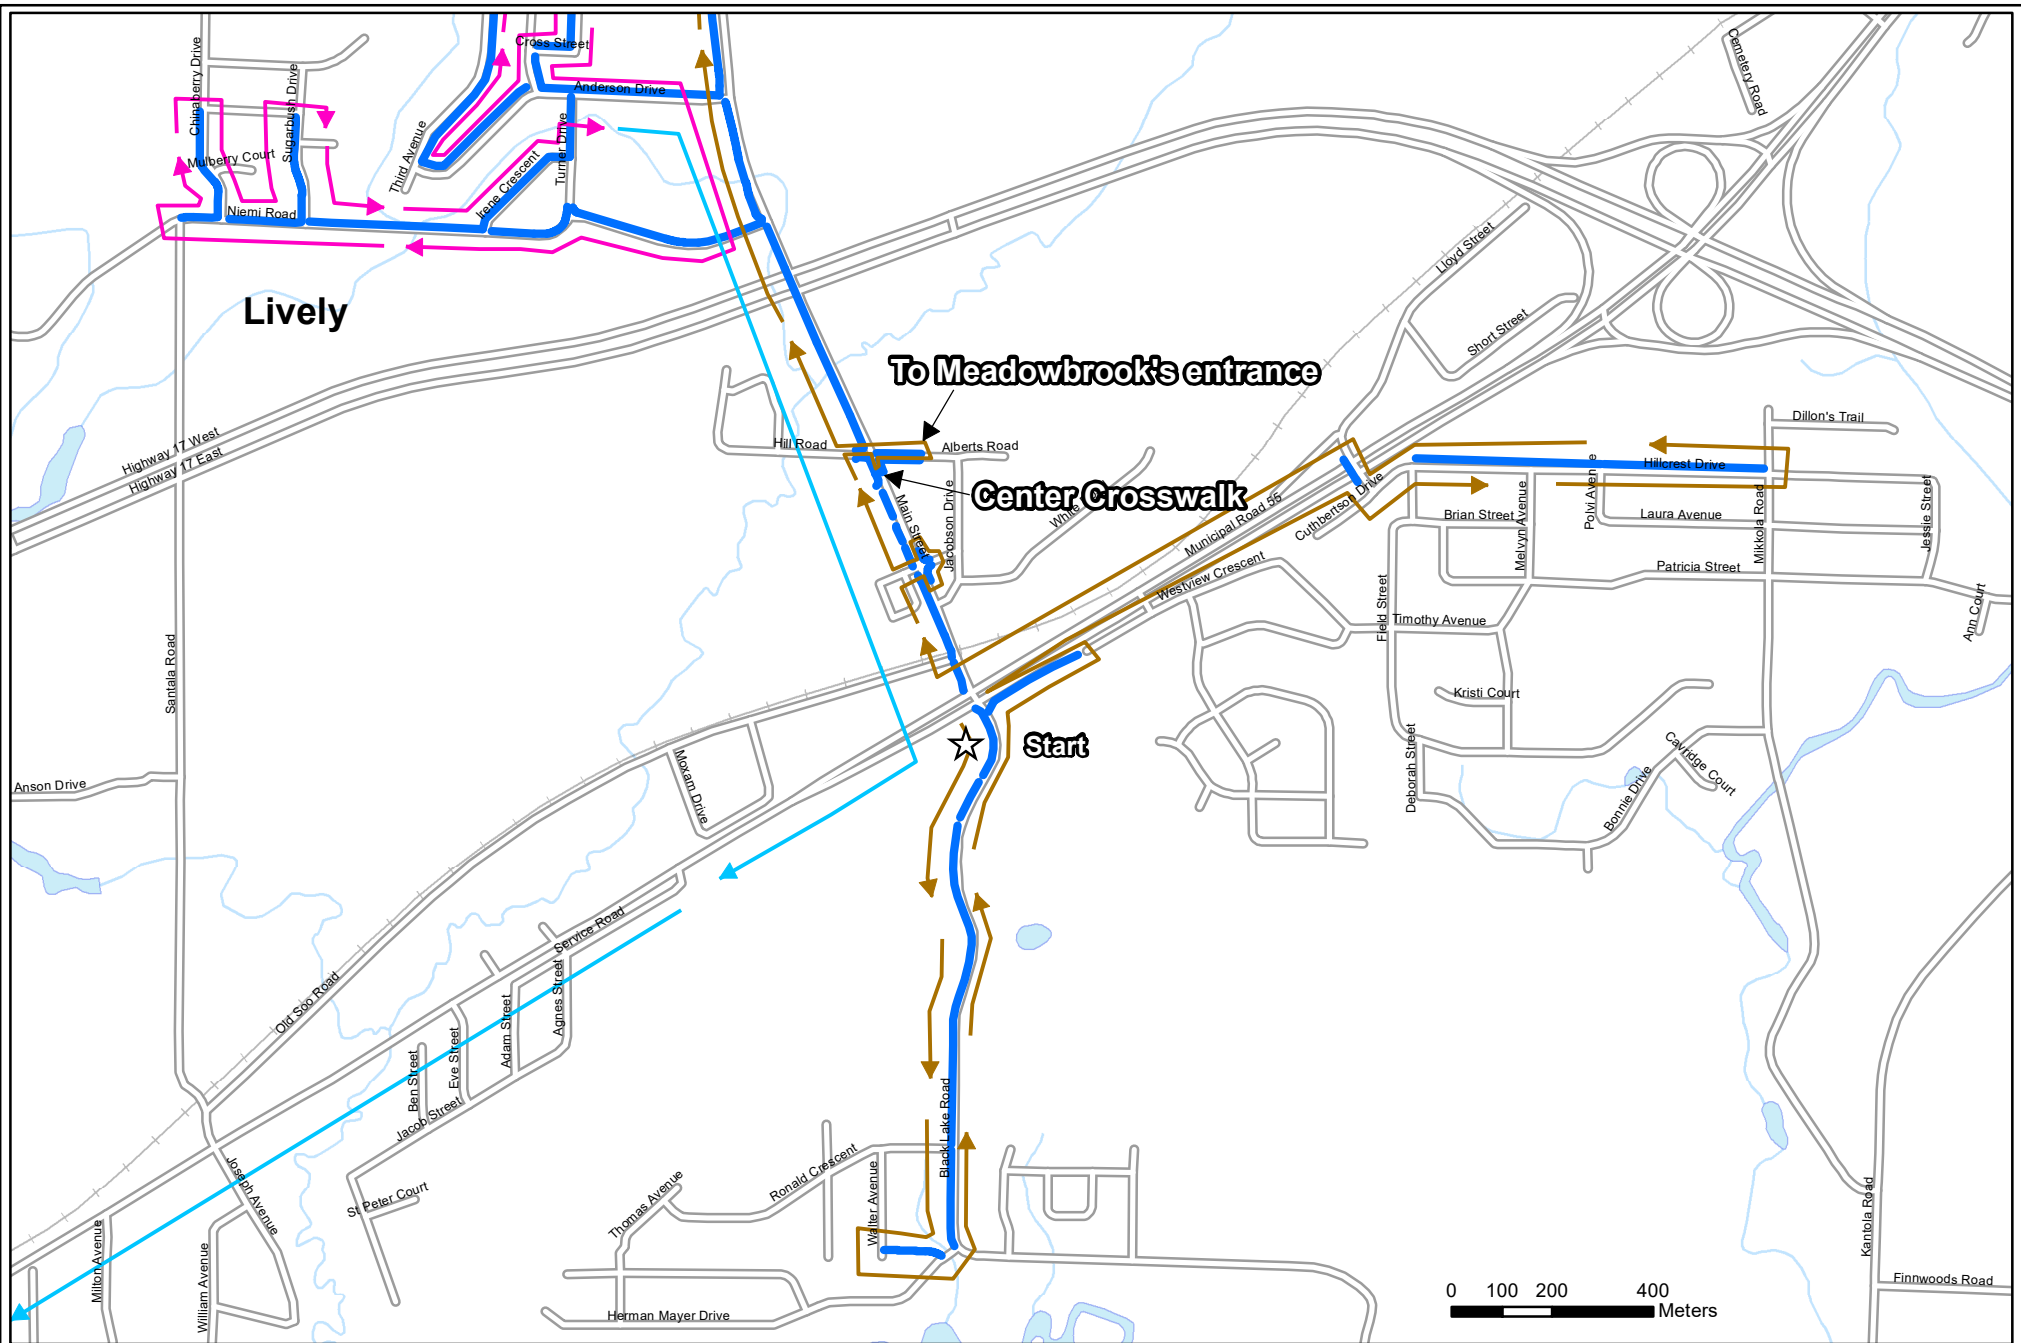 Cross Street
Chinaberry Drive
Sugarbush Drive
Anderson Drive
Cemetery Road
Third Avenue
Turner Drive
Mulberry Court
Irene Crescent
Niemi Road
Lloyd Street
Lively
Short Street
To Meadowbrook's entrance
Highway 17 West
Highway 17 East
Hill Road
Alberts Road
Dillon's Trail
Hillcrest Drive
Center Crosswalk
Main Street
Jacobson Drive
White
Municipal Road 55
Cuthbertson Drive
Brian Street
Melvyn Avenue
Polvi Avenue
Laura Avenue
Mikkola Road
Jessie Street
Westview Crescent
Patricia Street
Field Street
Timothy Avenue
Ann Court
Santala Road
Kristi Court
Start
Anson Drive
Moxam Drive
Deborah Street
Bonnie Drive
Cavridge Court
Service Road
Old Soo Road
Agnes Street
Adam Street
Eve Street
Ben Street
Jacob Street
Black Lake Road
Joseph Avenue
St Peter Court
Thomas Avenue
Ronald Crescent
Walter Avenue
Milton Avenue
William Avenue
Herman Mayer Drive
Kantola Road
Finnwoods Road
0 100 200 400
Meters